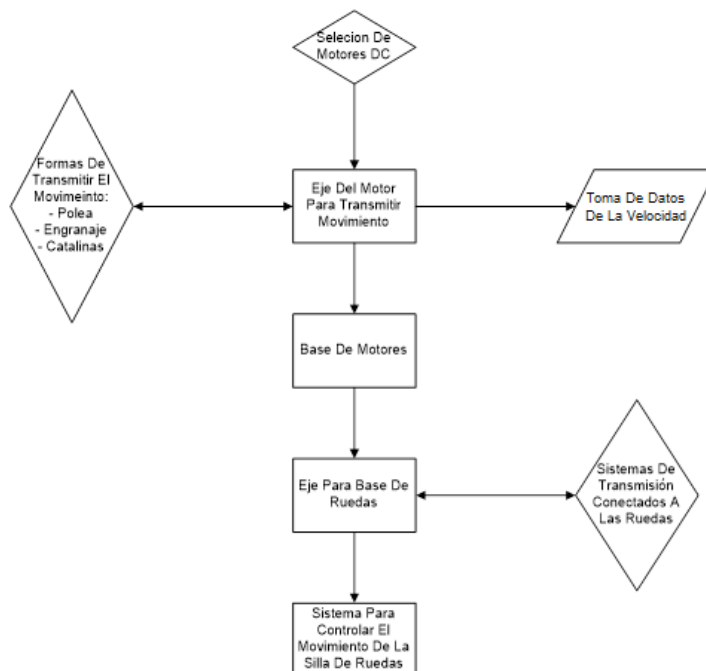 Selecion De
Motores DC
Formas De
Transmitir El
Movimeinto:
- Polea
- Engranaje
- Catalinas
Eje Del Motor
Para Transmitir
Movimiento
Toma De Datos
De La Velocidad
Base De Motores
Eje Para Base De
Ruedas
Sistemas De
Transmisión
Conectados A
Las Ruedas
Sistema Para
Controlar El
Movimiento De La
Silla De Ruedas